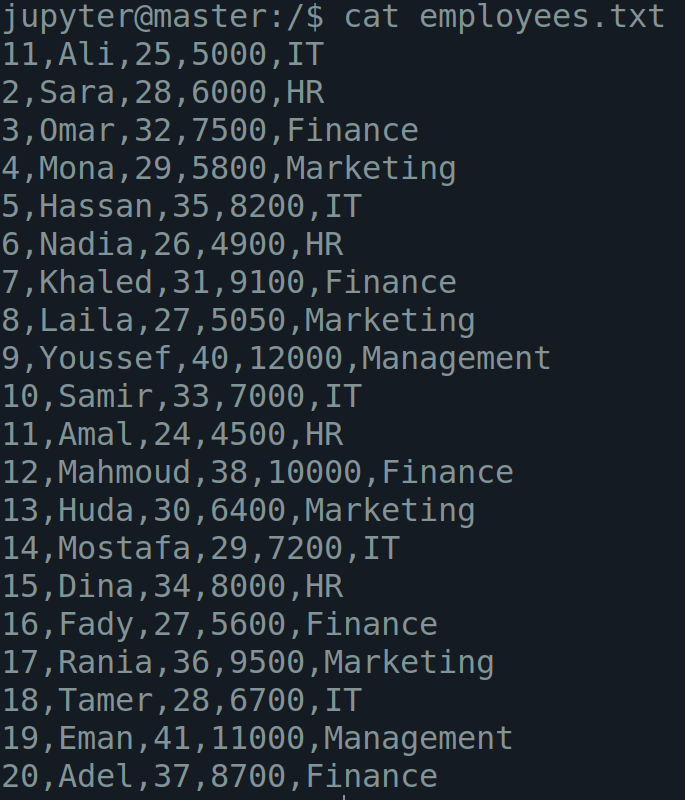 jupyter@master:/$ cat employees.txt
11,Ali,25,5000,IT
2,Sara,28,6000,HR
3,Omar,32,7500,Finance
4,Mona,29,5800,Marketing
5,Hassan,35,8200,IT
6,Nadia,26,4900,HR
7,Khaled,31,9100,Finance
8,Laila,27,5050,Marketing
9,Youssef,40,12000,Management
10,Samir,33,7000,IT
11,Amal,24,4500,HR
12,Mahmoud,38,10000,Finance
13,Huda,30,6400,Marketing
14,Mostafa,29,7200,IT
15,Dina,34,8000,HR
16,Fady,27,5600,Finance
17,Rania,36,9500,Marketing
18,Tamer,28,6700,IT
19,Eman,41,11000,Management
20,Adel,37,8700,Finance